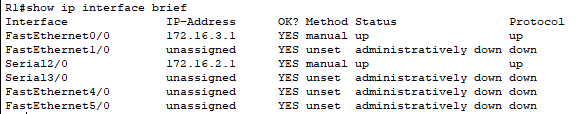 R1#show ip interface brief
Interface IP-Address OK? Method Status Protocol
FastEthernet0/0 172.16.3.1 YES manual up up
FastEthernet1/0 unassigned YES unset administratively down down
Serial2/0 172.16.2.1 YES manual up up
Serial3/0 unassigned YES unset administratively down down
FastEthernet4/0 unassigned YES unset administratively down down
FastEthernet5/0 unassigned YES unset administratively down down